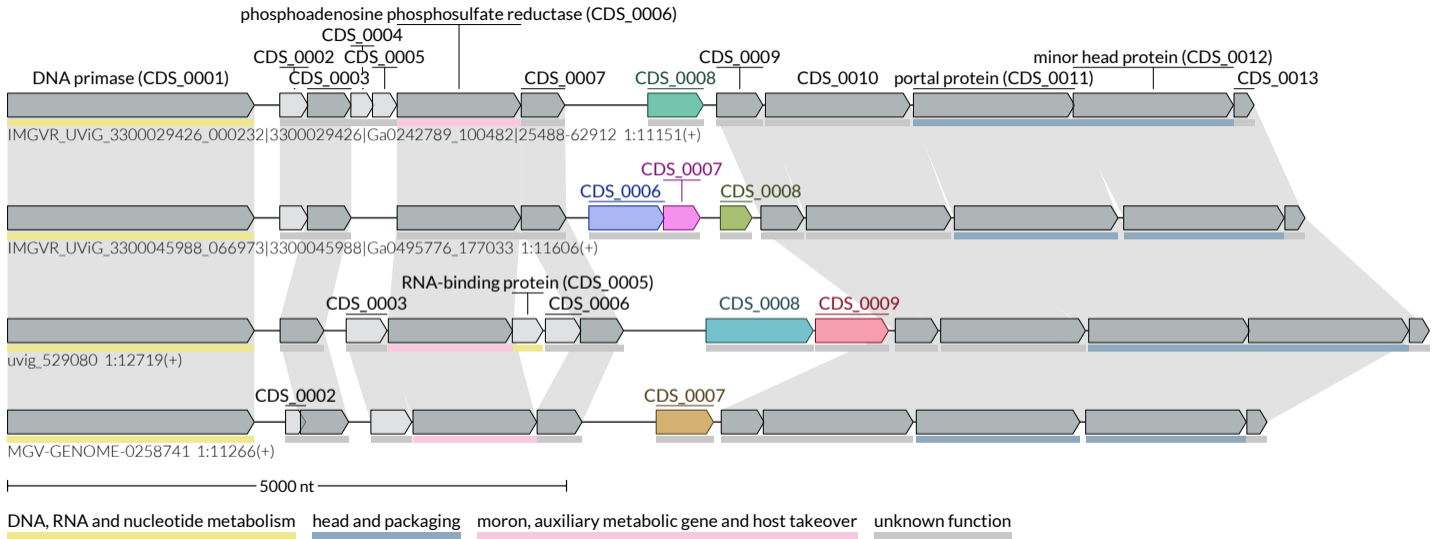 phosphoadenosine phosphosulfate reductase (CDS_0006)
CDS_0004
CDS_0002 CDS_0005 CDS_0009 minor head protein (CDS_0012)
DNA primase (CDS_0001) CDS_0003 CDS_0007 CDS_0008 CDS_0010 portal protein (CDS_0011) CDS_0013
IMGVR_UViG_3300029426_000232|3300029426|Ga0242789_100482|25488-62912 1:11151(+)
CDS_0007
CDS_0006 CDS_0008
IMGVR_UViG_3300045988_066973|3300045988|Ga0495776_177033 1:11606(+)
RNA-binding protein (CDS_0005)
CDS_0003 CDS_0006 CDS_0008 CDS_0009
uvig_529080 1:12719(+)
CDS_0002 CDS_0007
MGV-GENOME-0258741 1:11266(+)
5000 nt
DNA, RNA and nucleotide metabolism head and packaging moron, auxiliary metabolic gene and host takeover unknown function